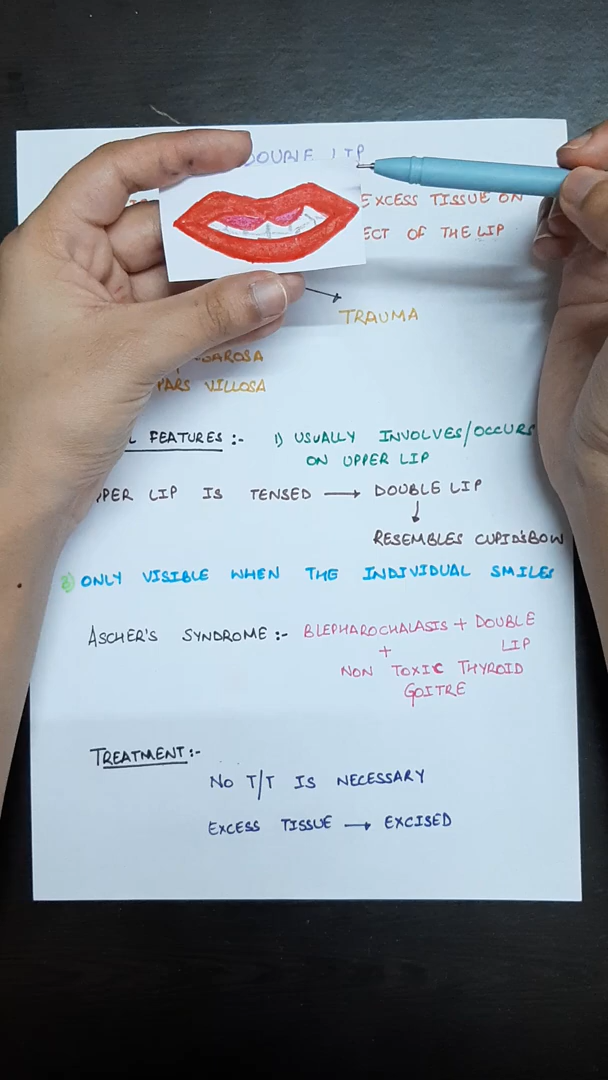 DOUBLE LIP
EXCESS TISSUE ON
OF THE LIP
TRAUMA
PARS VILLOSA
FEATURES:- 1) USUALLY INVOLVES/OCCURS
ON UPPER LIP
LIP IS TENSED → DOUBLE LIP
↓
RESEMBLES CUPID'S BOW
2) ONLY VISIBLE WHEN THE INDIVIDUAL SMILES
ASCHER'S SYNDROME:- BLEPHAROCHALASIS + DOUBLE
LIP
+
NON TOXIC THYROID
GOITRE
TREATMENT:-
NO T/T IS NECESSARY
EXCESS TISSUE → EXCISED